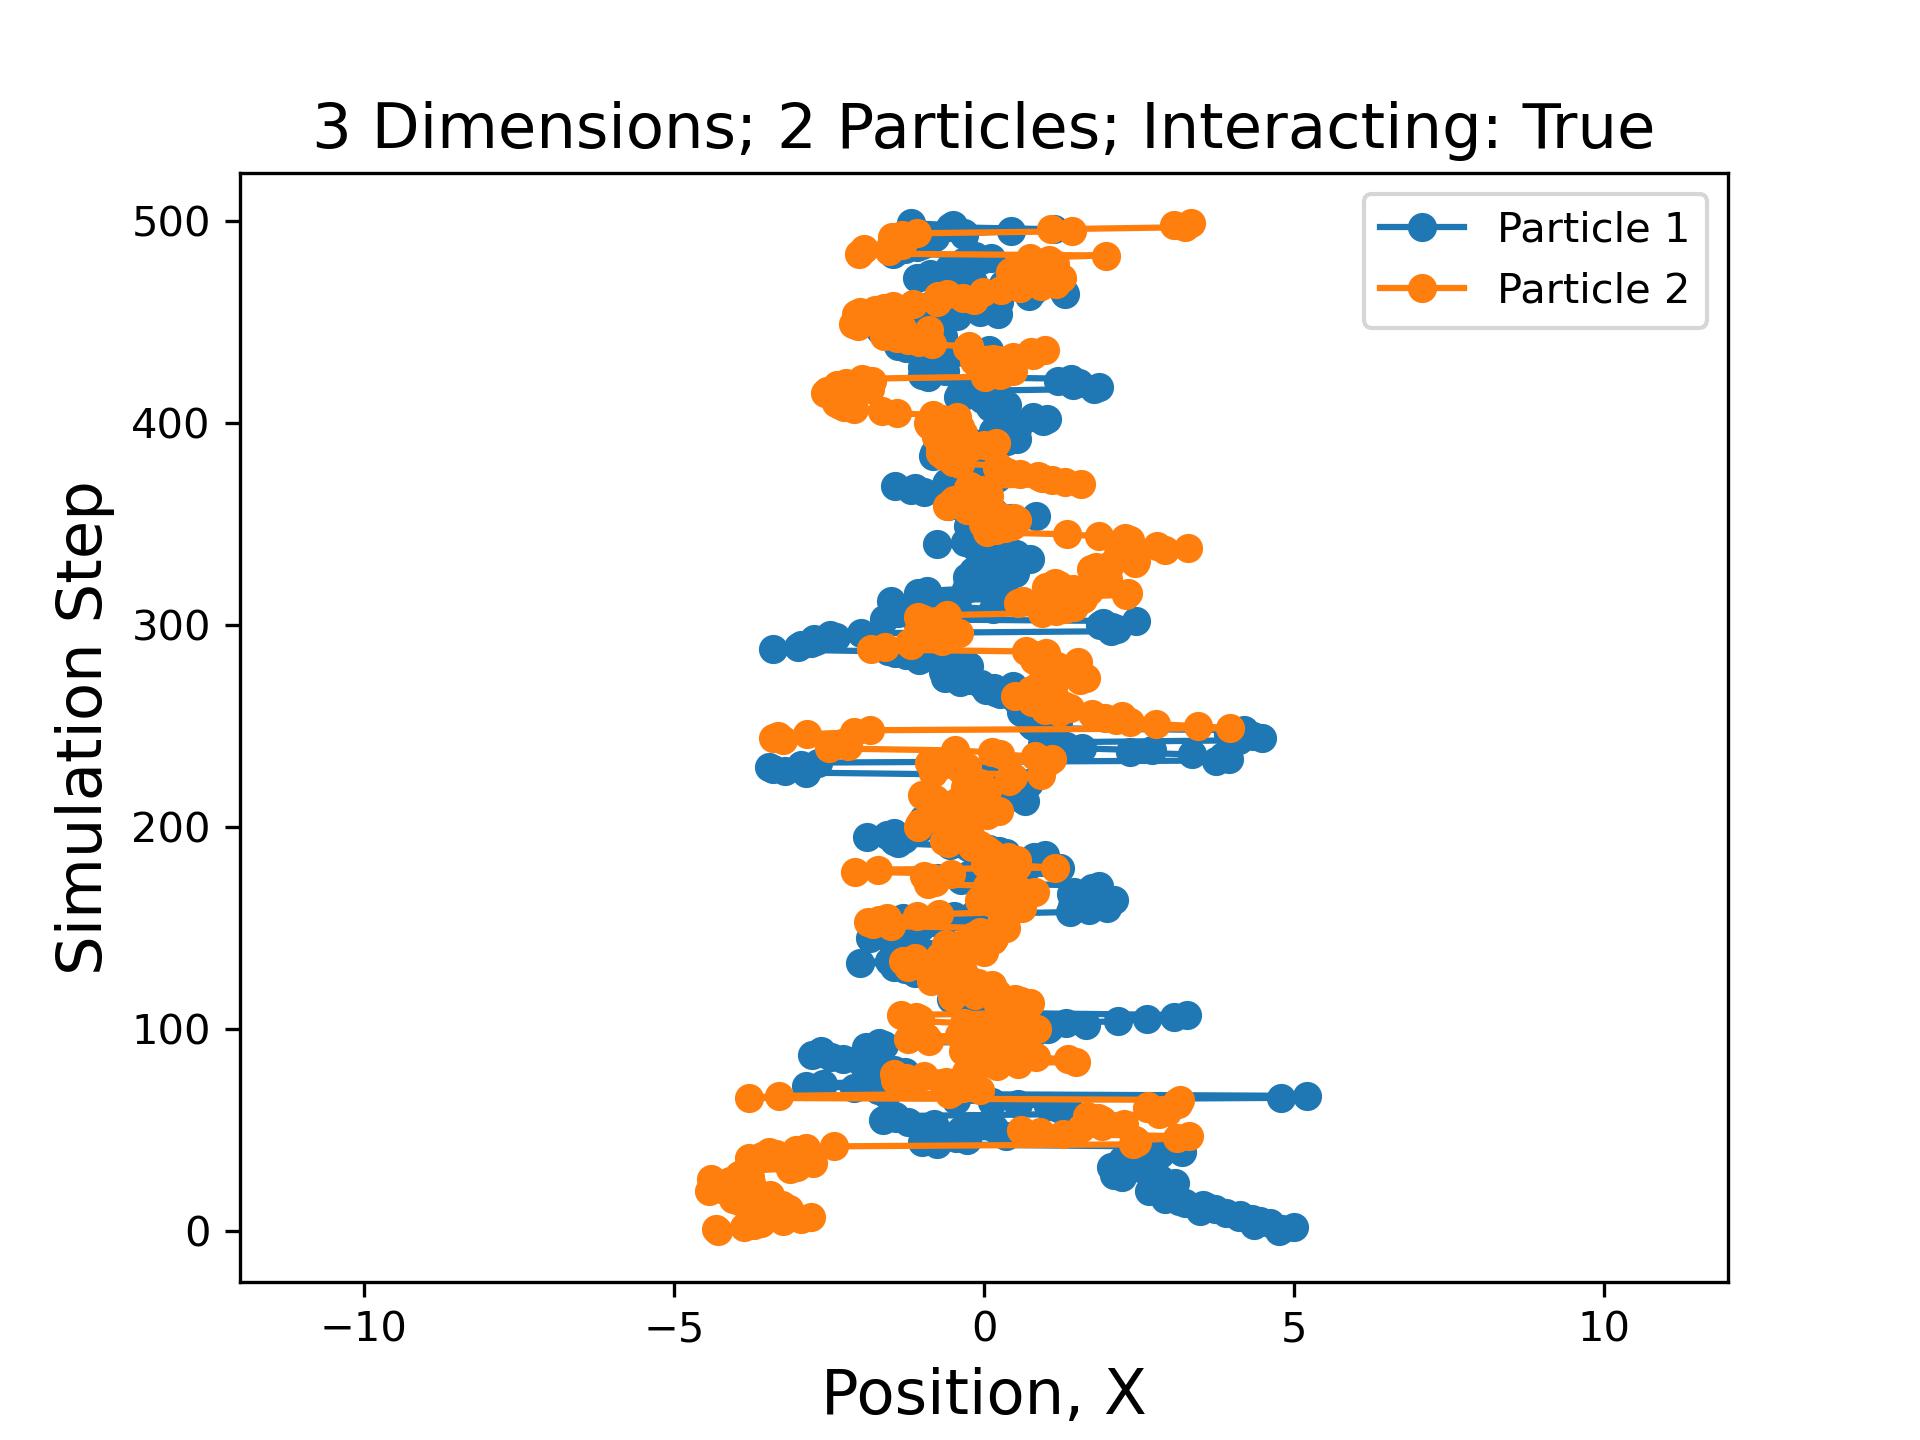 3 Dimensions; 2 Particles; Interacting: True
Particle 1
Particle 2
Simulation Step
500
400
300
200
100
0
−10
−5
0
5
10
Position, X